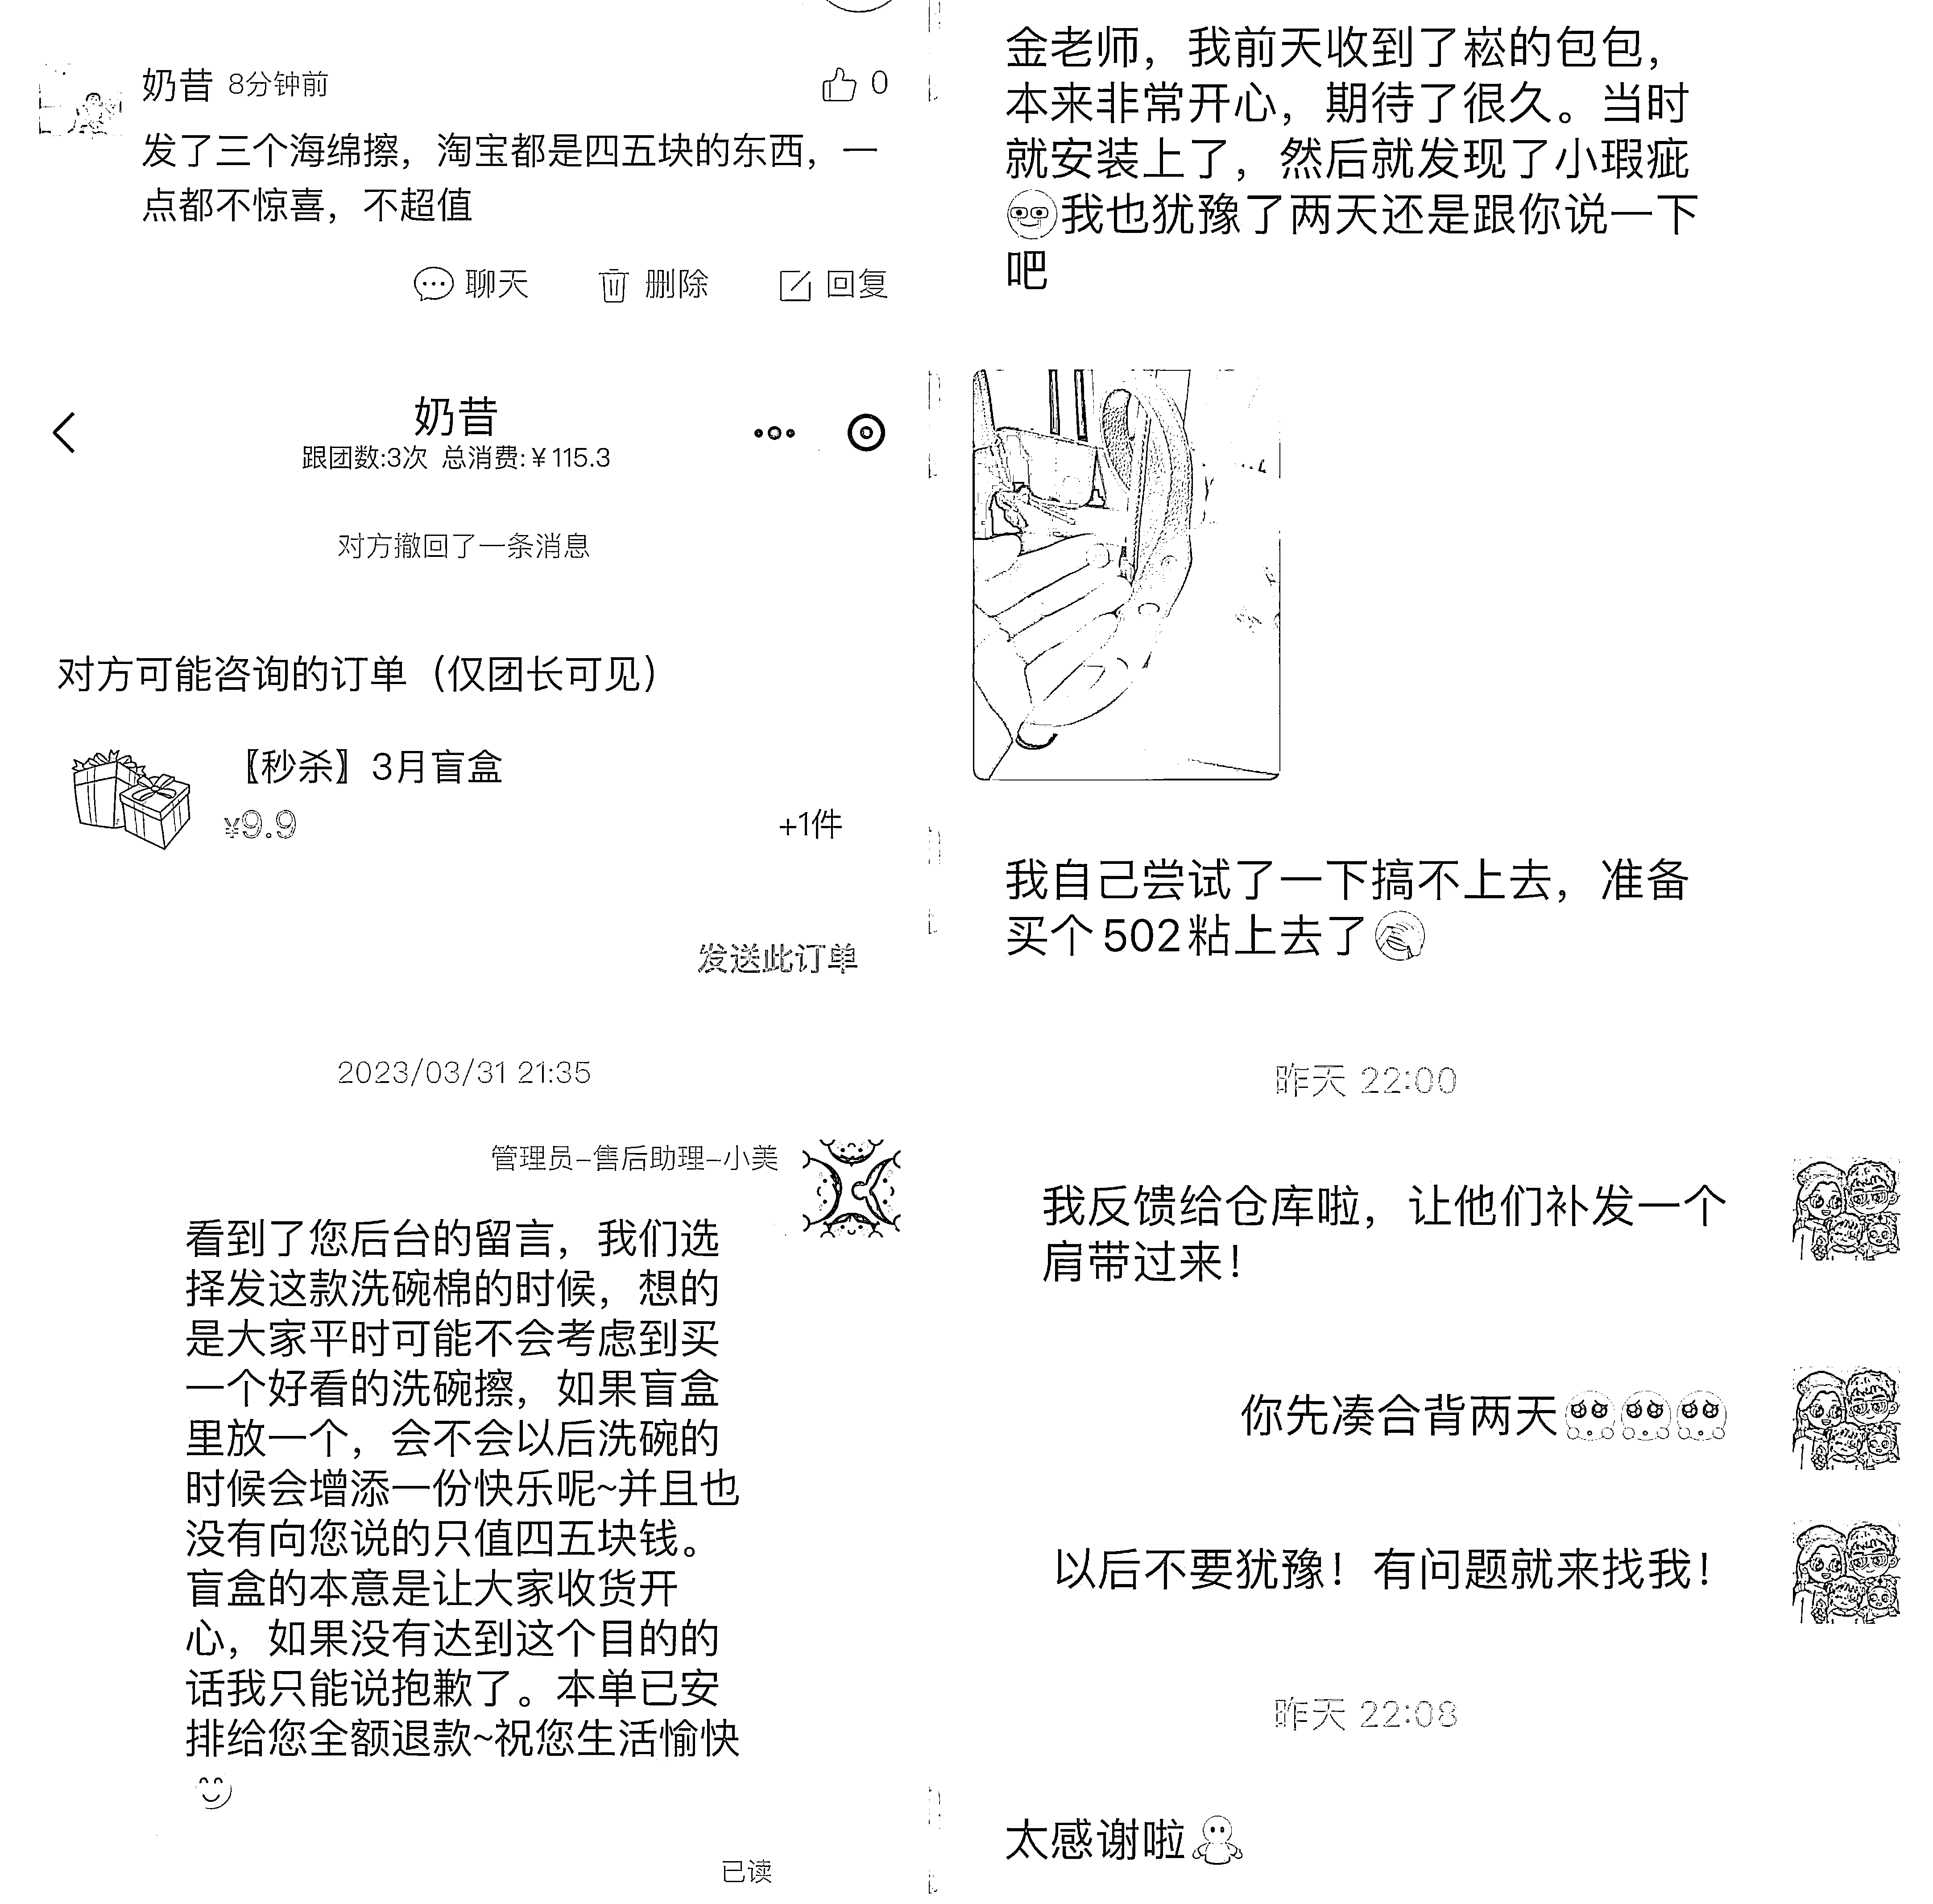 奶昔 8分钟前 0
发了三个海绵擦，淘宝都是四五块的东西，一
点都不惊喜，不超值
聊天 删除 回复
奶昔
跟团数:3次 总消费:¥115.3
对方撤回了一条消息
对方可能咨询的订单（仅团长可见）
【秒杀】3月盲盒
¥9.9 +1件
发送此订单
2023/03/31 21:35
管理员-售后助理-小美
看到了您后台的留言，我们选
择发这款洗碗棉的时候，想的
是大家平时可能不会考虑到买
一个好看的洗碗擦，如果盲盒
里放一个，会不会以后洗碗的
时候会增添一份快乐呢~并且也
没有向您说的只值四五块钱。
盲盒的本意是让大家收货开
心，如果没有达到这个目的的
话我只能说抱歉了。本单已安
排给您全额退款~祝您生活愉快
已读
金老师，我前天收到了崧的包包，
本来非常开心，期待了很久。当时
就安装上了，然后就发现了小瑕疵
我也犹豫了两天还是跟你说一下
吧
我自己尝试了一下搞不上去，准备
买个502粘上去了
昨天 22:00
我反馈给仓库啦，让他们补发一个
肩带过来！
你先凑合背两天
以后不要犹豫！有问题就来找我！
昨天 22:08
太感谢啦